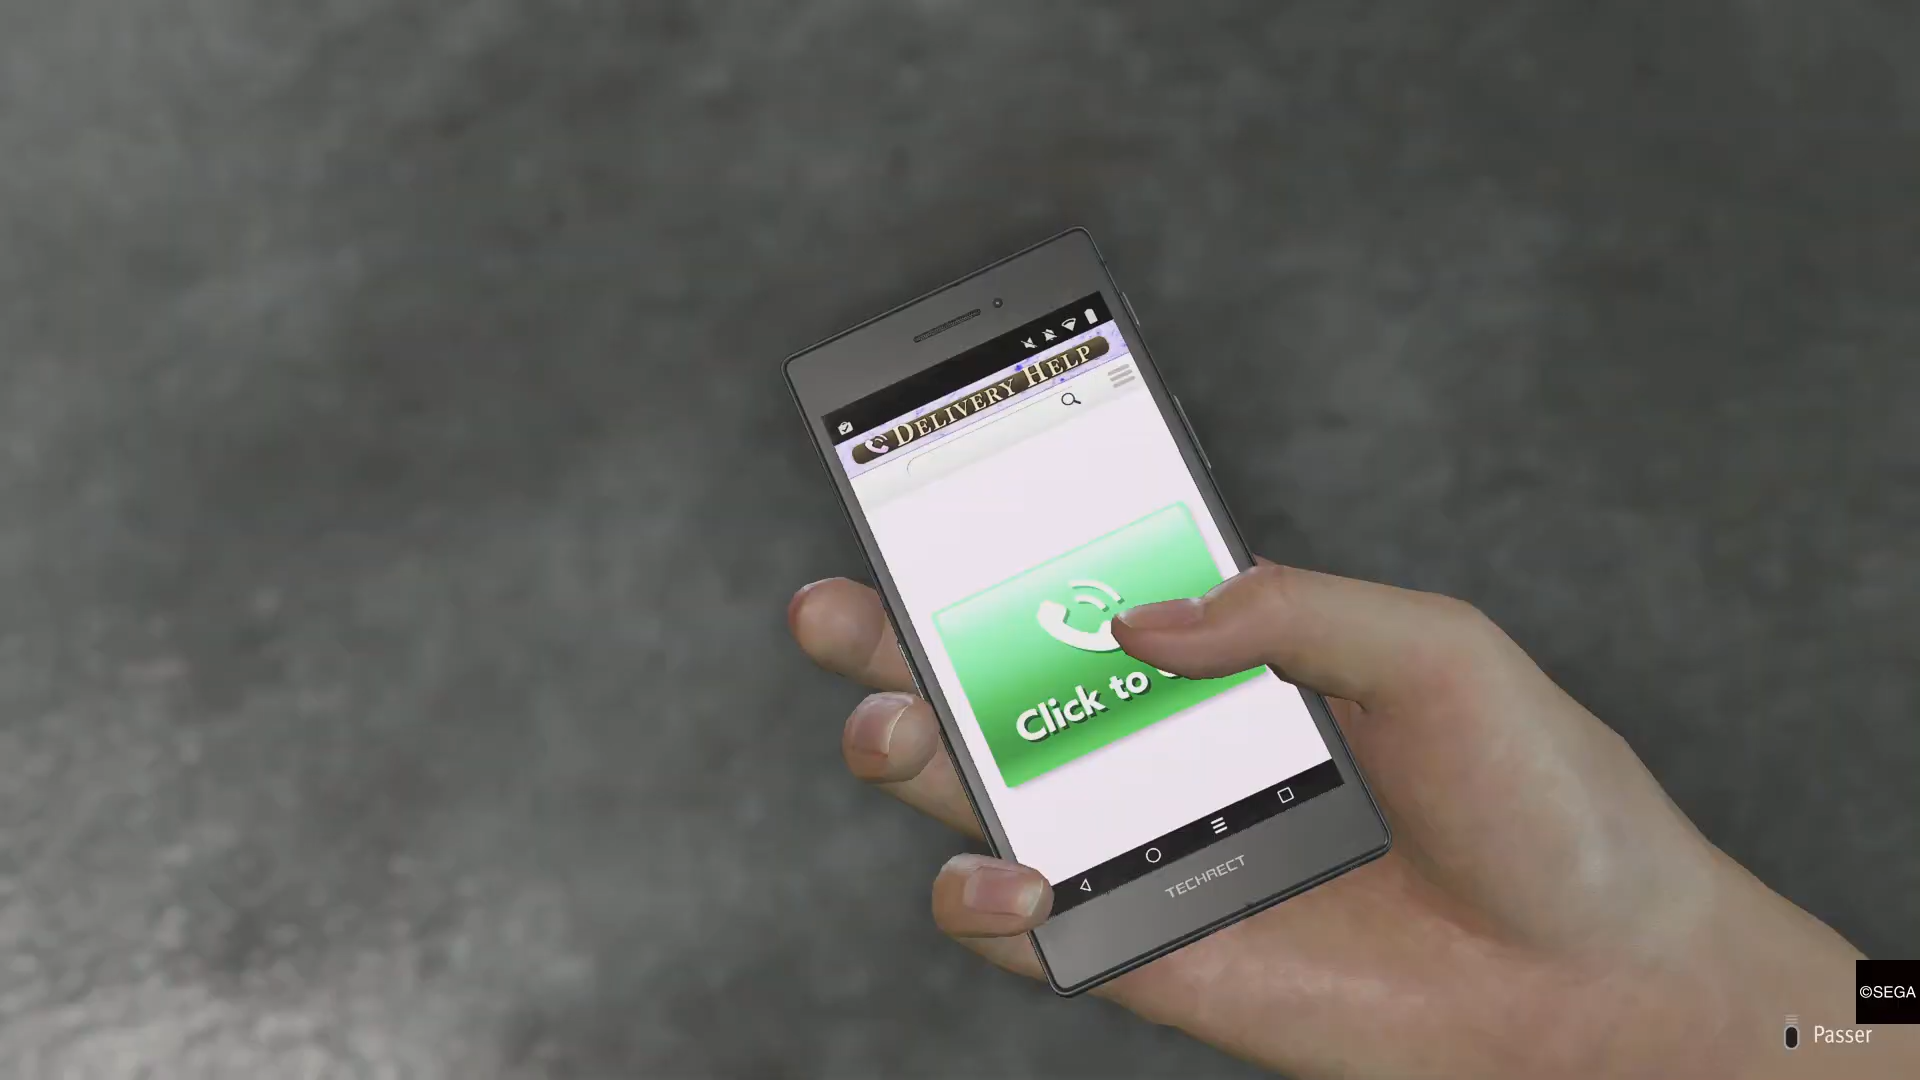 DELIVERY HELP
Click to
TECHRECT
©SEGA
Passer